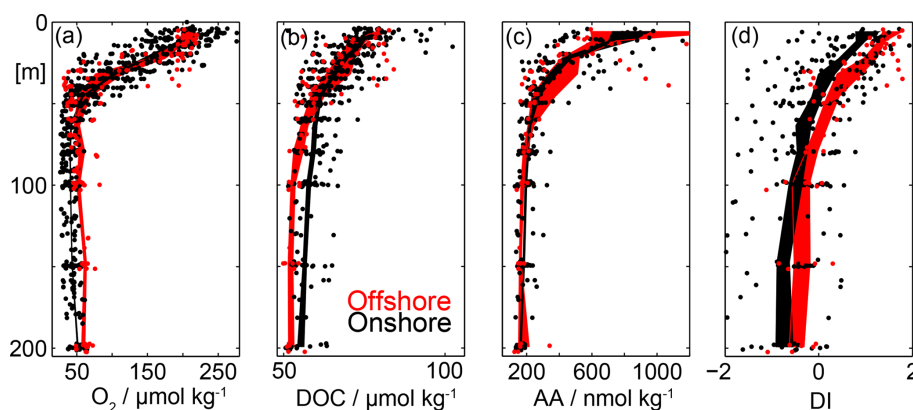 (a) (b) (c) (d)
0
[m]
100
200
50 150 250 50 100 200 600 1000 −2 0 2
O₂ / µmol kg⁻¹ DOC / µmol kg⁻¹ AA / nmol kg⁻¹ DI
Offshore
Onshore